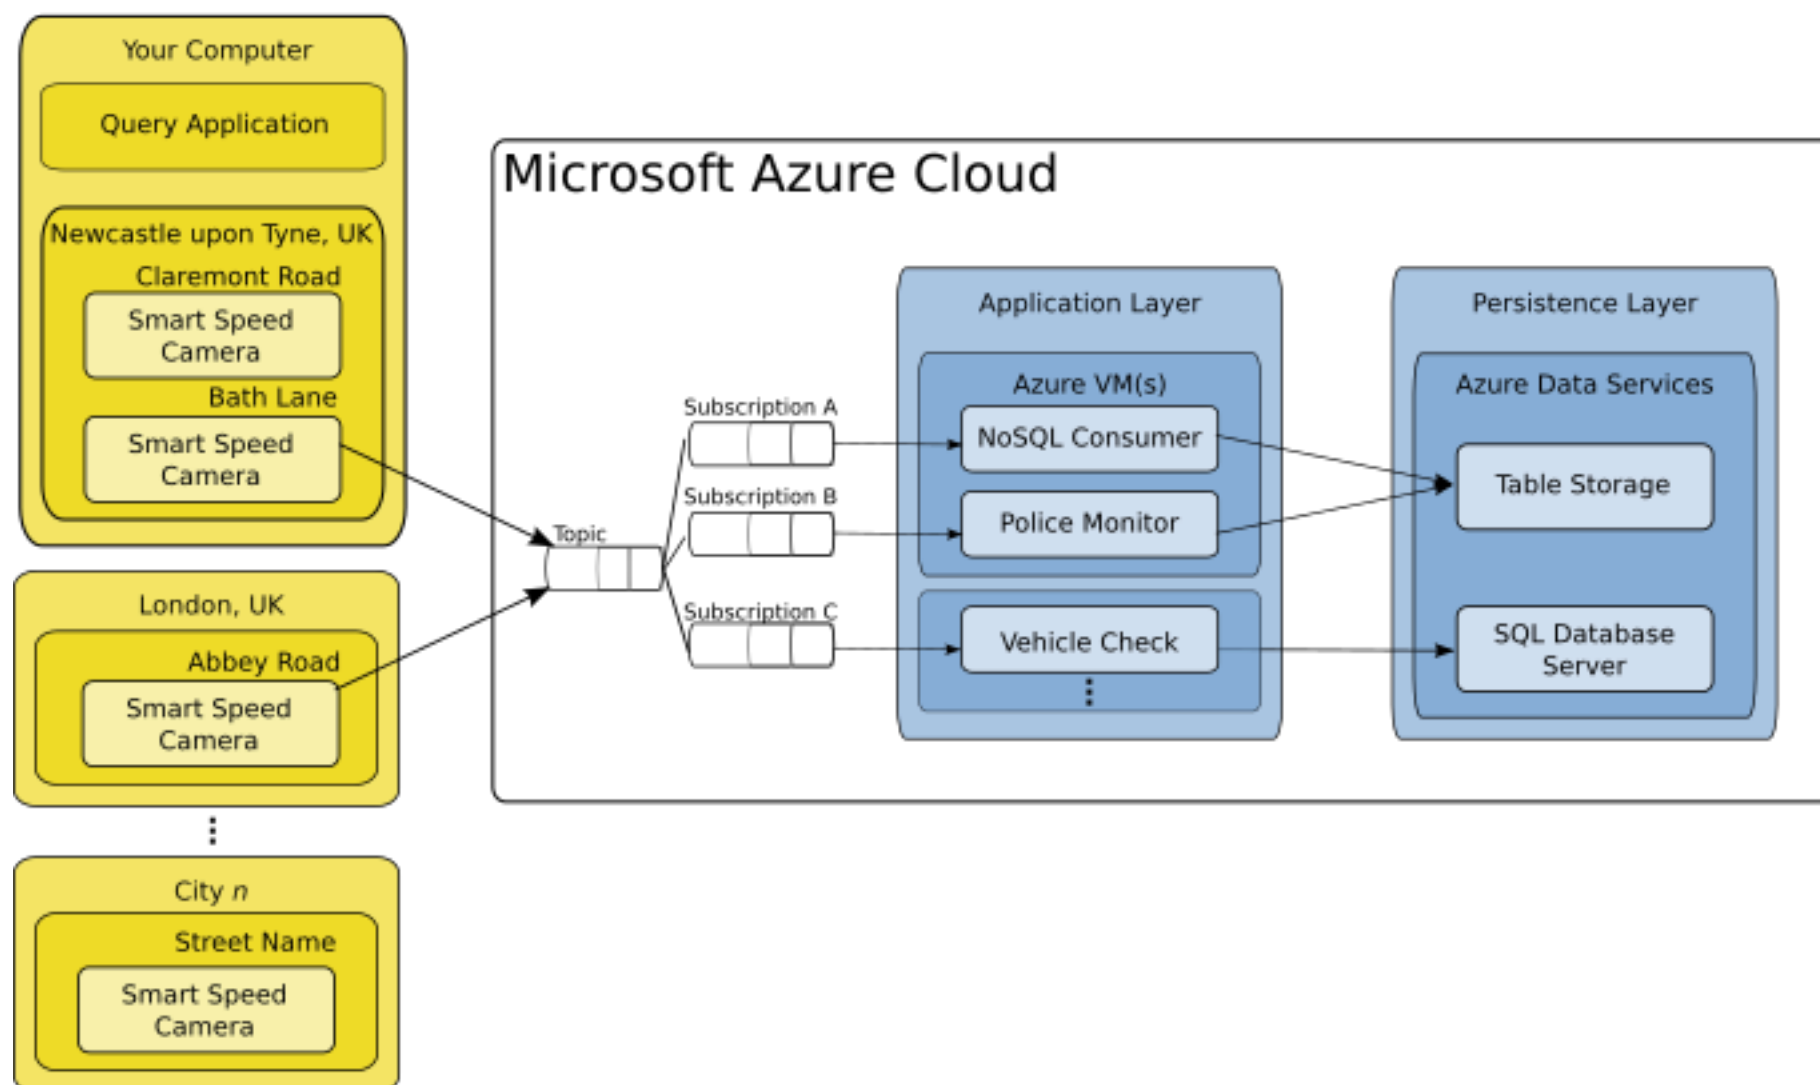 Your Computer
Query Application
Newcastle upon Tyne, UK
Claremont Road
Smart Speed
Camera
Bath Lane
Smart Speed
Camera
London, UK
Abbey Road
Smart Speed
Camera
City n
Street Name
Smart Speed
Camera
Microsoft Azure Cloud
Topic
Subscription A
Subscription B
Subscription C
Application Layer
Azure VM(s)
NoSQL Consumer
Police Monitor
Vehicle Check
Persistence Layer
Azure Data Services
Table Storage
SQL Database
Server